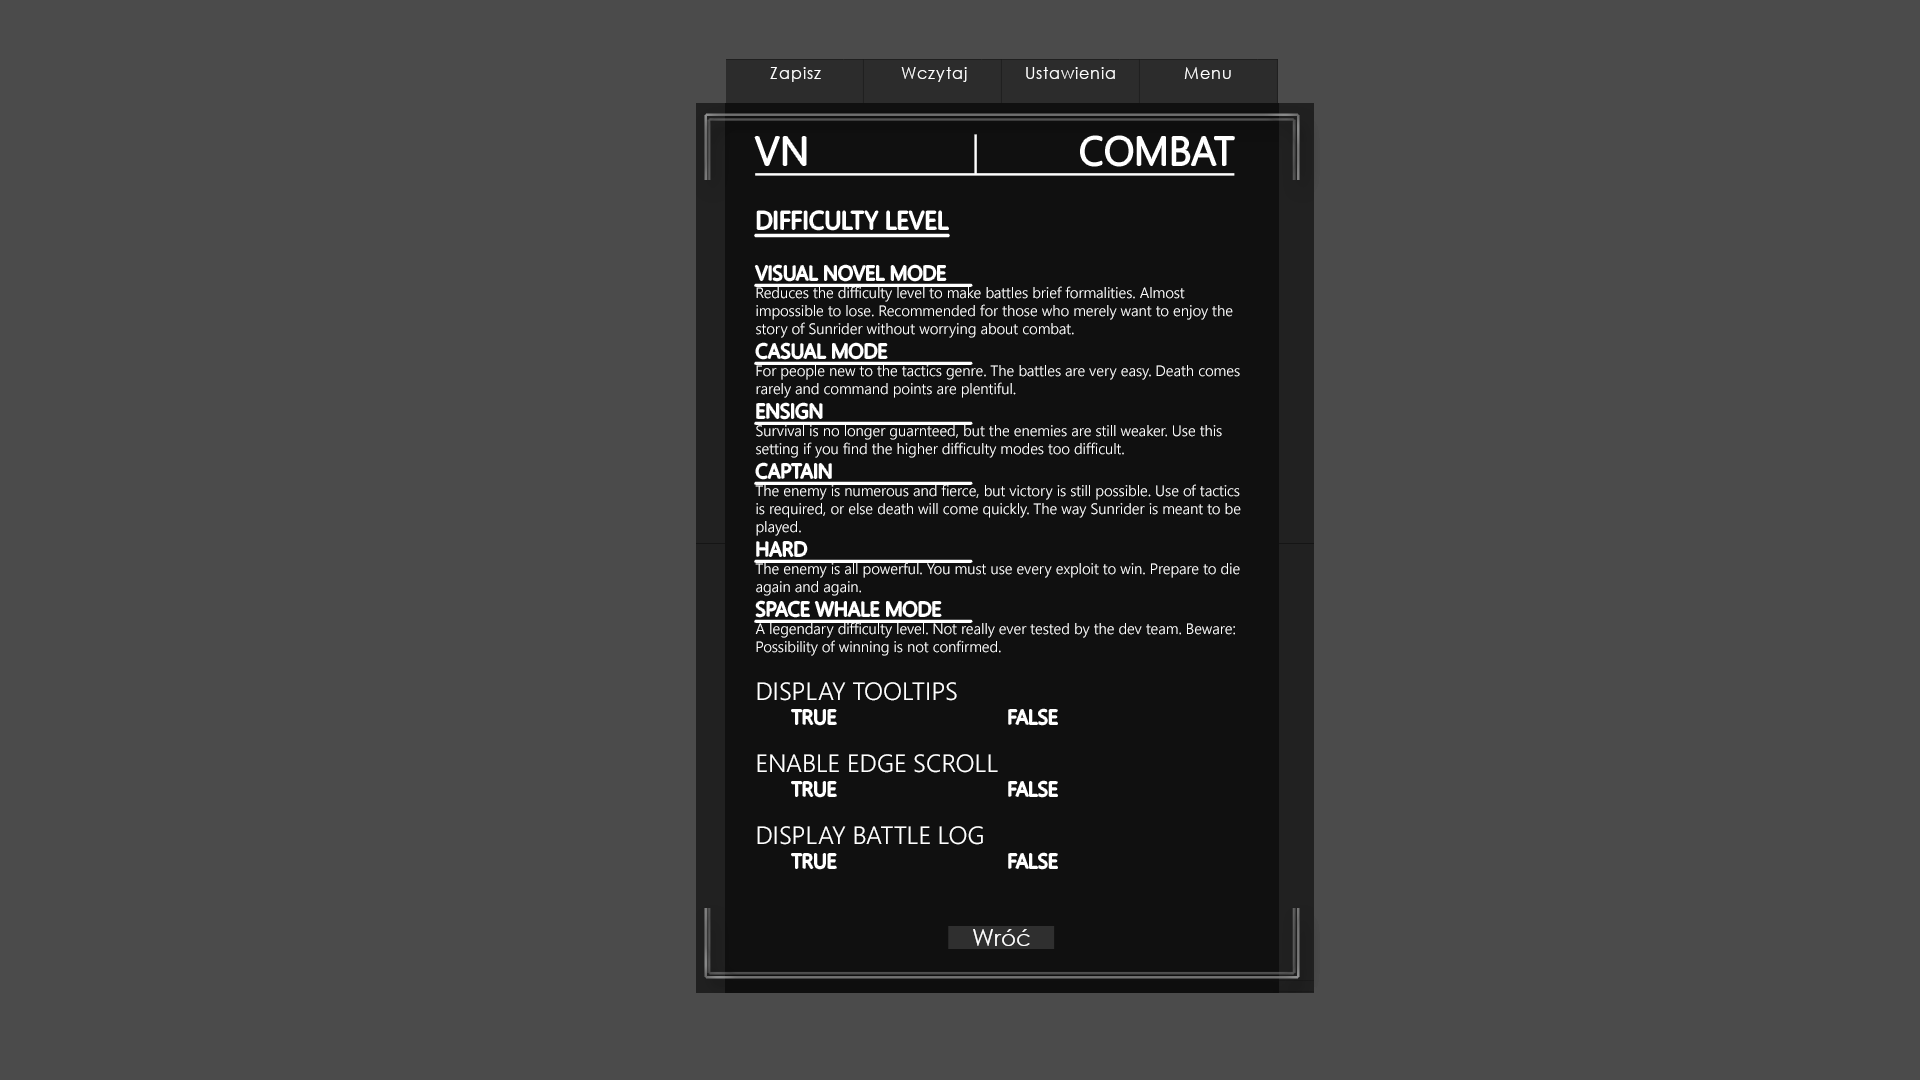 Zapisz Wczytaj Ustawienia Menu
VN COMBAT
DIFFICULTY LEVEL
VISUAL NOVEL MODE
Reduces the difficulty level to make battles brief formalities. Almost
impossible to lose. Recommended for those who merely want to enjoy the
story of Sunrider without worrying about combat.
CASUAL MODE
For people new to the tactics genre. The battles are very easy. Death comes
rarely and command points are plentiful.
ENSIGN
Survival is no longer guarnteed, but the enemies are still weaker. Use this
setting if you find the higher difficulty modes too difficult.
CAPTAIN
The enemy is numerous and fierce, but victory is still possible. Use of tactics
is required, or else death will come quickly. The way Sunrider is meant to be
played.
HARD
The enemy is all powerful. You must use every exploit to win. Prepare to die
again and again.
SPACE WHALE MODE
A legendary difficulty level. Not really ever tested by the dev team. Beware:
Possibility of winning is not confirmed.
DISPLAY TOOLTIPS
TRUE FALSE
ENABLE EDGE SCROLL
TRUE FALSE
DISPLAY BATTLE LOG
TRUE FALSE
Wróć